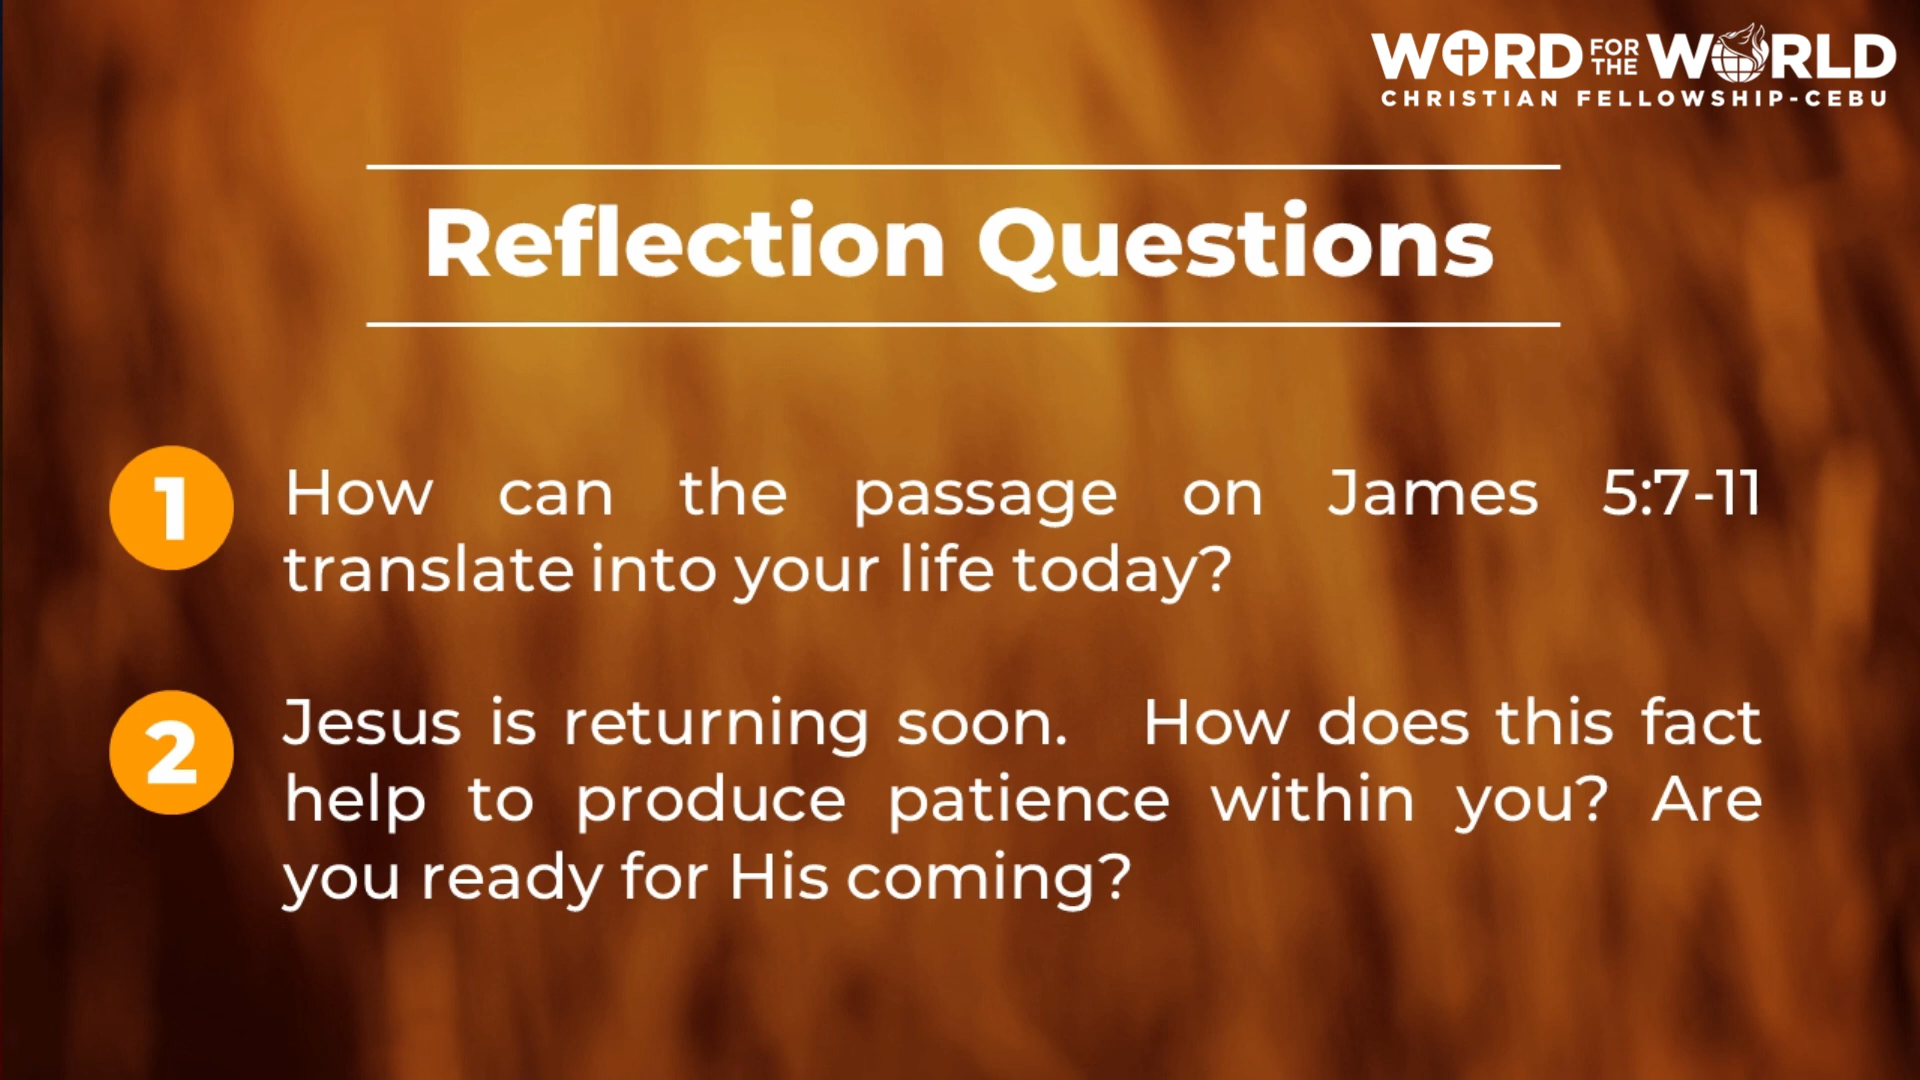 WORD FOR THE WORLD
CHRISTIAN FELLOWSHIP-CEBU
Reflection Questions
1
How can the passage on James 5:7-11
translate into your life today?
2
Jesus is returning soon. How does this fact
help to produce patience within you? Are
you ready for His coming?